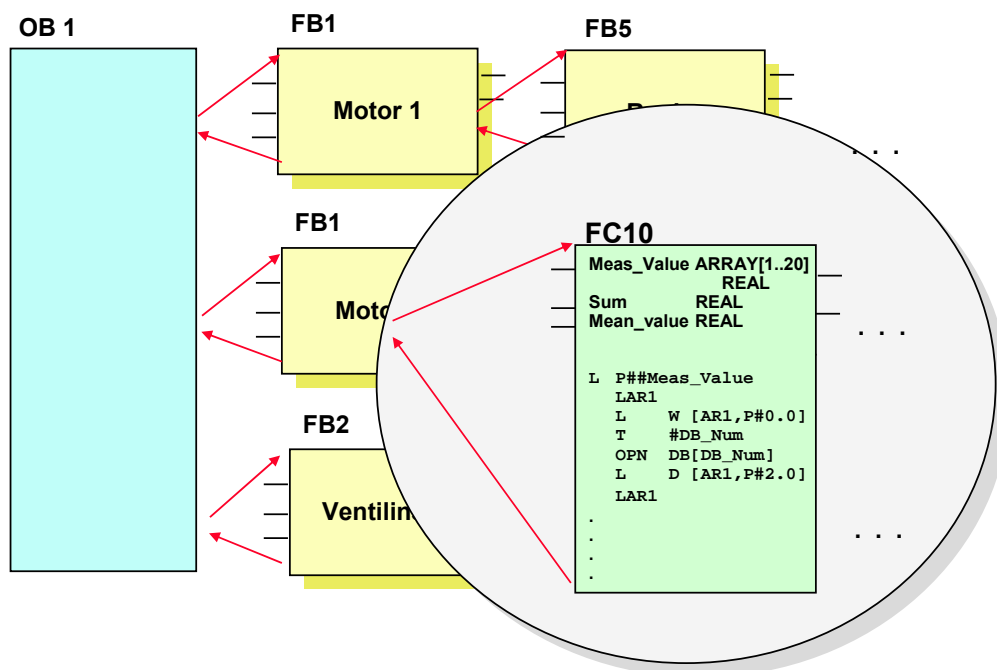 OB 1
FB1
FB5
Motor 1
. . .
FB1
FC10
Meas_Value ARRAY[1..20]
REAL
Sum REAL
Mean_value REAL
. . .
L P##Meas_Value
LAR1
L W [AR1,P#0.0]
T #DB_Num
OPN DB[DB_Num]
L D [AR1,P#2.0]
LAR1
.
.
.
.
FB2
. . .